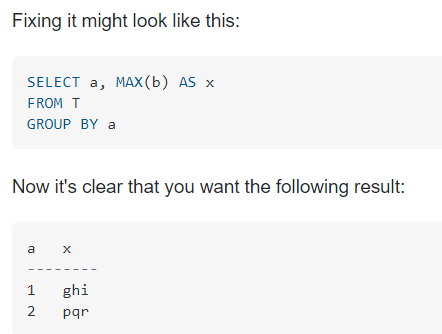 Fixing it might look like this:
SELECT a, MAX(b) AS x
FROM T
GROUP BY a
Now it's clear that you want the following result:
a   x
--------
1   ghi
2   pqr